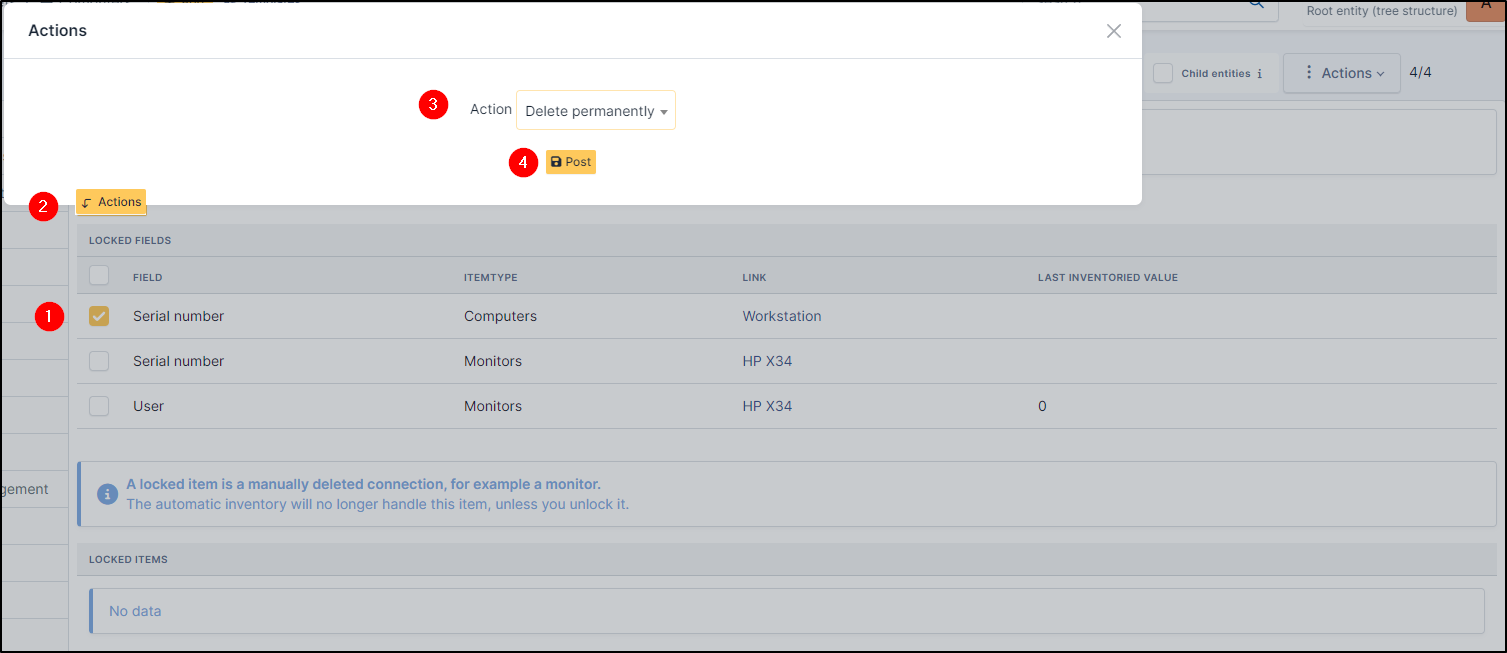 Root entity (tree structure)
A
Actions
Child entities i
Actions
4/4
3
Action
Delete permanently
4
Post
2
Actions
LOCKED FIELDS
FIELD ITEMTYPE LINK LAST INVENTORIED VALUE
1
Serial number Computers Workstation
Serial number Monitors HP X34
User Monitors HP X34 0
gement
A locked item is a manually deleted connection, for example a monitor.
The automatic inventory will no longer handle this item, unless you unlock it.
LOCKED ITEMS
No data